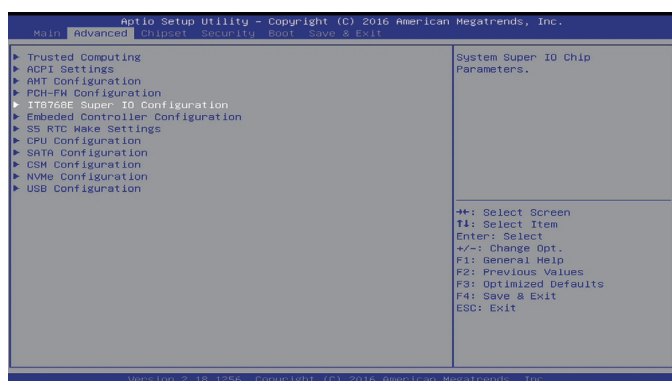 Aptio Setup Utility – Copyright (C) 2016 American Megatrends, Inc.
Main Advanced Chipset Security Boot Save & Exit
▶ Trusted Computing
▶ ACPI Settings
▶ AMT Configuration
▶ PCH-FW Configuration
▶ IT8768E Super IO Configuration
▶ Embeded Controller Configuration
▶ S5 RTC Wake Settings
▶ CPU Configuration
▶ SATA Configuration
▶ CSM Configuration
▶ NVMe Configuration
▶ USB Configuration
System Super IO Chip
Parameters.
→←: Select Screen
↑↓: Select Item
Enter: Select
+/-: Change Opt.
F1: General Help
F2: Previous Values
F3: Optimized Defaults
F4: Save & Exit
ESC: Exit
Version 2.18.1256. Copyright (C) 2016 American Megatrends, Inc.